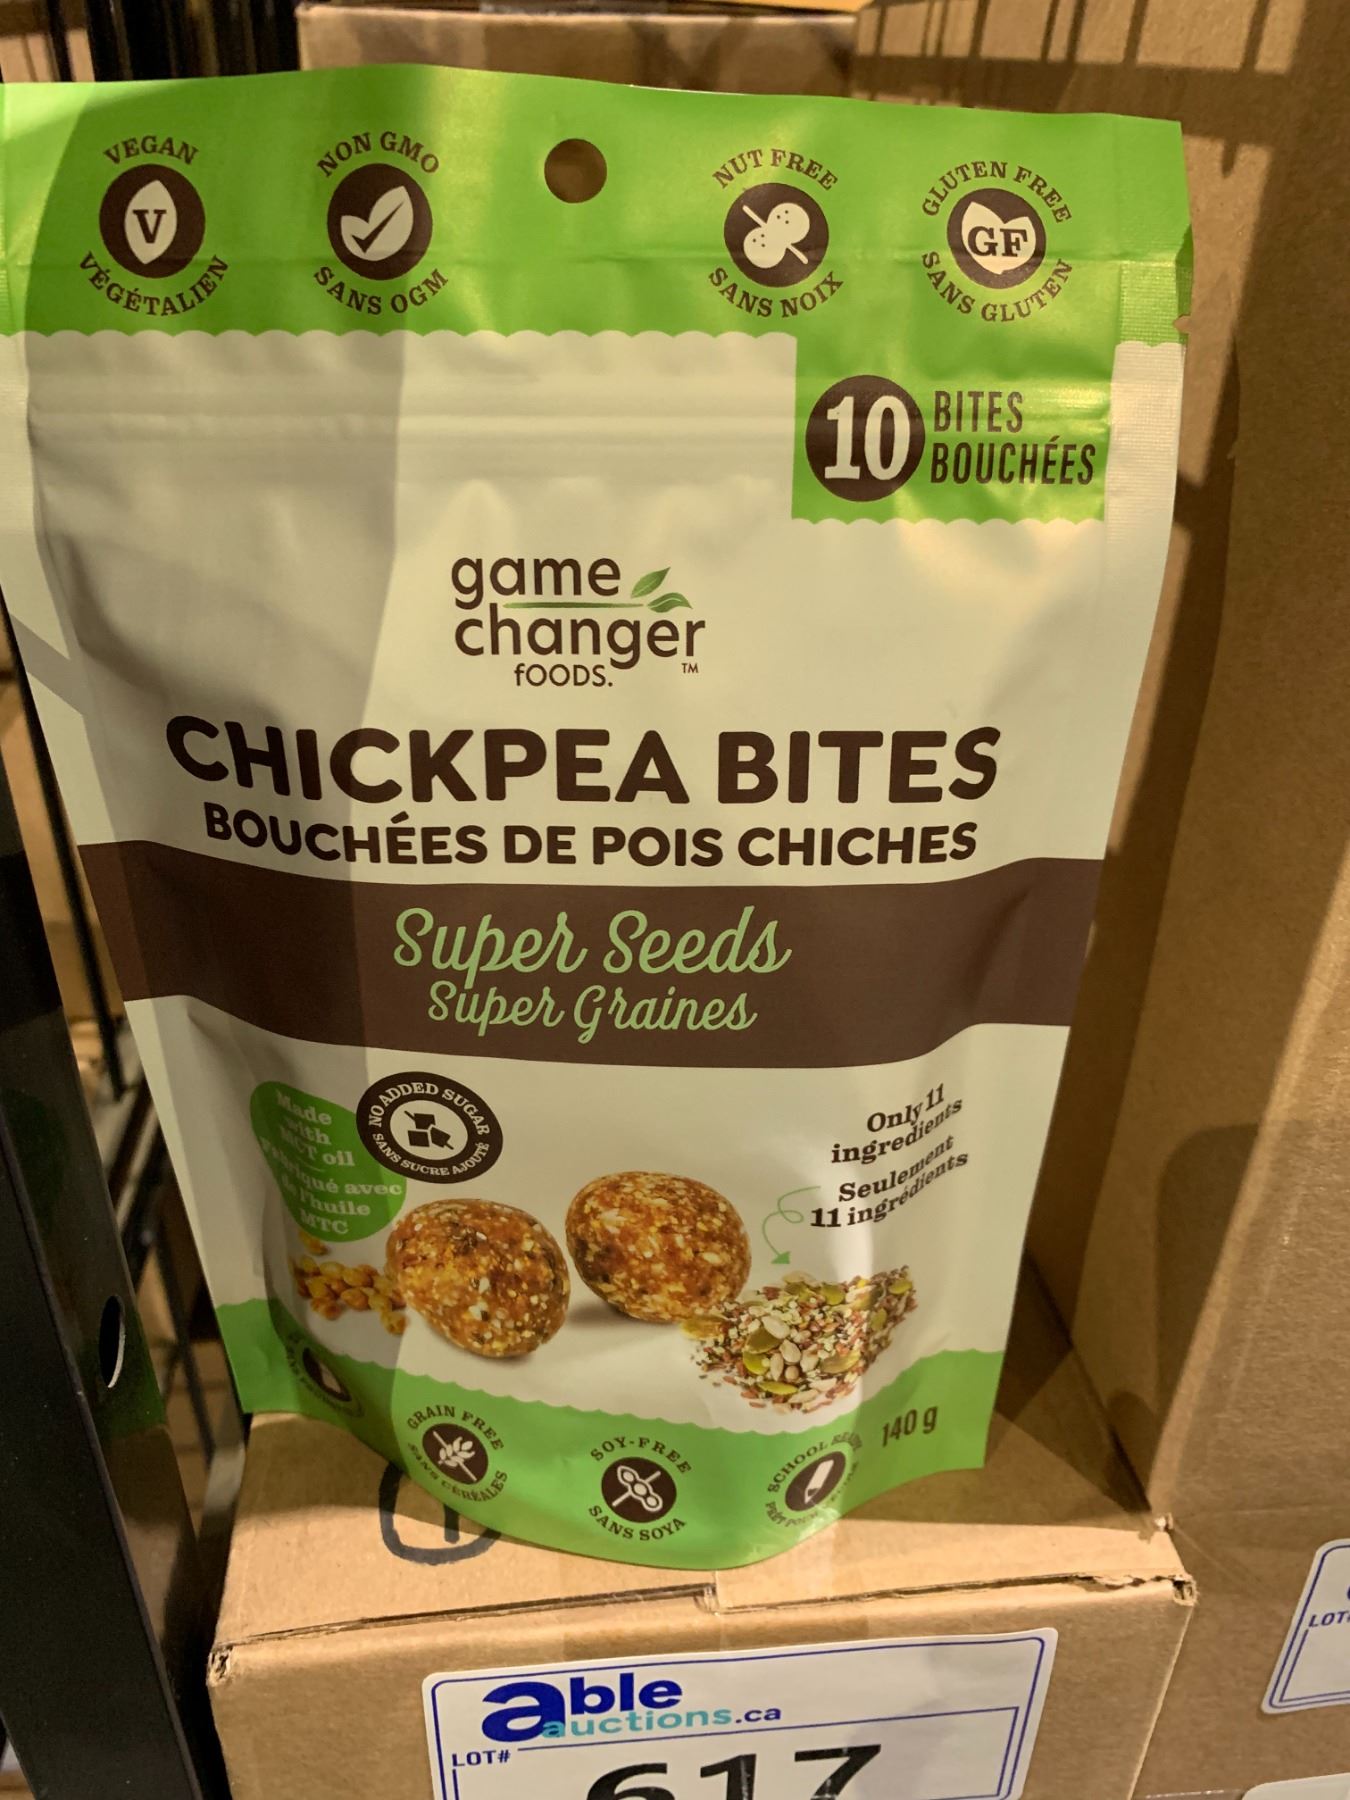 VEGAN
V
VÉGÉTALIEN
NON GMO
SANS OGM
NUT FREE
SANS NOIX
GLUTEN FREE
GF
SANS GLUTEN
10 BITES
BOUCHÉES
game
changer
fOODS.
TM
CHICKPEA BITES
BOUCHÉES DE POIS CHICHES
Super Seeds
Super Graines
Made
with
MCT oil
Fabriqué avec
de l'huile
MTC
NO ADDED SUGAR
SANS SUCRE AJOUTÉ
Only 11
ingredients
Seulement
11 ingrédients
GRAIN FREE
SANS CÉRÉALES
SOY-FREE
SANS SOYA
SCHOOL
140 g
able
auctions.ca
LOT#
617
LOT